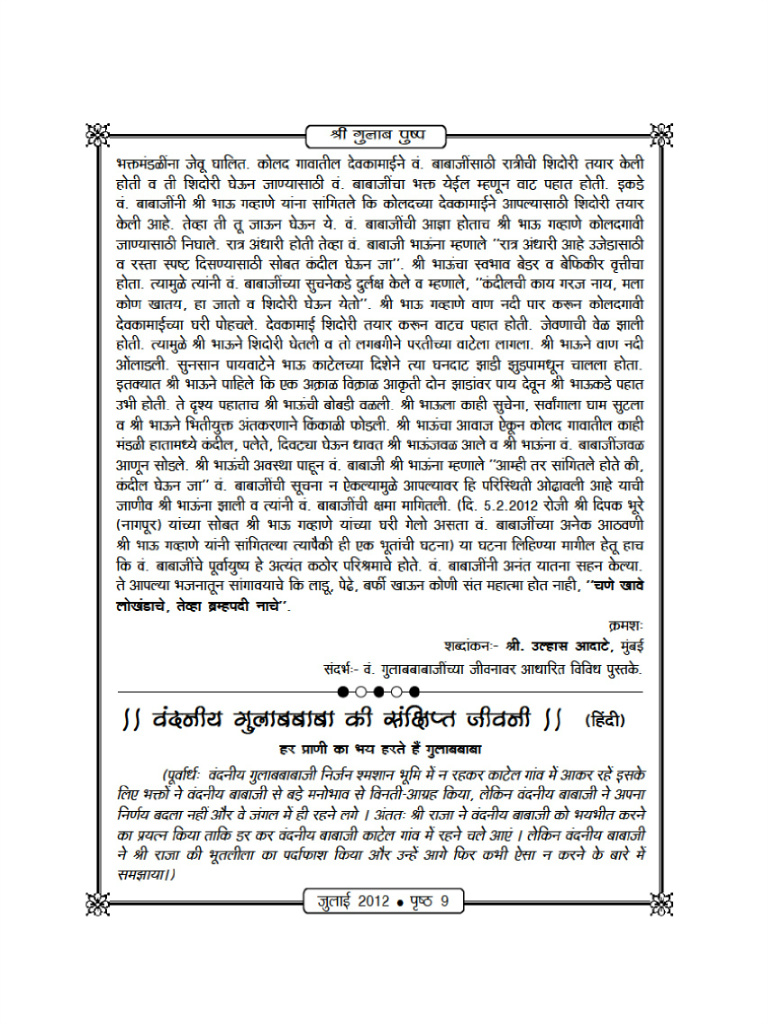 श्री गुलाब पुष्प
भक्तमंडळींना जेवू घालित. कोलद गावातील देवकामाईने वं. बाबाजींसाठी रात्रीची शिदोरी तयार केली
होती व ती शिदोरी घेऊन जाण्यासाठी वं. बाबाजींचा भक्त येईल म्हणून वाट पहात होती. इकडे
वं. बाबाजींनी श्री भाऊ गव्हाणे यांना सांगितले कि कोलदच्या देवकामाईने आपल्यासाठी शिदोरी तयार
केली आहे. तेव्हा ती तू जाऊन घेऊन ये. वं. बाबाजींची आज्ञा होताच श्री भाऊ गव्हाणे कोलदगावी
जाण्यासाठी निघाले. रात्र अंधारी होती तेव्हा वं. बाबाजी भाऊंना म्हणाले ''रात्र अंधारी आहे उजेडासाठी
व रस्ता स्पष्ट दिसण्यासाठी सोबत कंदील घेऊन जा''. श्री भाऊंचा स्वभाव बेडर व बेफिकीर वृत्तीचा
होता. त्यामुळे त्यांनी वं. बाबाजींच्या सुचनेकडे दुर्लक्ष केले व म्हणाले, ''कंदीलची काय गरज नाय, मला
कोण खातय, हा जातो व शिदोरी घेऊन येतो''. श्री भाऊ गव्हाणे वाण नदी पार करून कोलदगावी
देवकामाईच्या घरी पोहचले. देवकामाई शिदोरी तयार करून वाटच पहात होती. जेवणाची वेळ झाली
होती. त्यामुळे श्री भाऊने शिदोरी घेतली व तो लगबगीने परतीच्या वाटेला लागला. श्री भाऊने वाण नदी
ओंलाडली. सुनसान पायवाटेने भाऊ काटेलच्या दिशेने त्या घनदाट झाडी झुडपामधून चालला होता.
इतक्यात श्री भाऊने पाहिले कि एक अक्राळ विक्राळ आकृती दोन झाडांवर पाय देवून श्री भाऊकडे पहात
उभी होती. ते दृश्य पहाताच श्री भाऊंची बोबडी वळली. श्री भाऊला काही सुचेना, सर्वांगाला घाम सुटला
व श्री भाऊने भितीयुक्त अंतकरणाने किंकाळी फोडली. श्री भाऊंचा आवाज ऐकून कोलद गावातील काही
मंडळी हातामध्ये कंदील, पलेते, दिवट्या घेऊन धावत श्री भाऊंजवळ आले व श्री भाऊंना वं. बाबाजींजवळ
आणून सोडले. श्री भाऊंची अवस्था पाहून वं. बाबाजी श्री भाऊंना म्हणाले ''आम्ही तर सांगितले होते की,
कंदील घेऊन जा'' वं. बाबाजींची सूचना न ऐकल्यामुळे आपल्यावर हि परिस्थिती ओढावली आहे याची
जाणीव श्री भाऊंना झाली व त्यांनी वं. बाबाजींची क्षमा मागितली. (दि. 5.2.2012 रोजी श्री दिपक भूरे
(नागपूर) यांच्या सोबत श्री भाऊ गव्हाणे यांच्या घरी गेलो असता वं. बाबाजींच्या अनेक आठवणी
श्री भाऊ गव्हाणे यांनी सांगितल्या त्यापैकी ही एक भूतांची घटना) या घटना लिहिण्या मागील हेतू हाच
कि वं. बाबाजींचे पूर्वायुष्य हे अत्यंत कठोर परिश्रमाचे होते. वं. बाबाजींनी अनंत यातना सहन केल्या.
ते आपल्या भजनातून सांगावयाचे कि लाडू, पेढे, बर्फी खाऊन कोणी संत महात्मा होत नाही, ''चणे खावे
लोखंडाचे, तेव्हा ब्रम्हपदी नाचे''.
क्रमशः
शब्दांकनः- श्री. उल्हास आदाटे, मुंबई
संदर्भः- वं. गुलाबबाबाजींच्या जीवनावर आधारित विविध पुस्तके.
।। वंदनीय गुलाबबाबा की संक्षिप्त जीवनी ।। (हिंदी)
हर प्राणी का भय हरते हैं गुलाबबाबा
(पूर्वार्धः वंदनीय गुलाबबाबाजी निर्जन श्मशान भूमि में न रहकर काटेल गांव में आकर रहें इसके
लिए भक्तों ने वंदनीय बाबाजी से बड़े मनोभाव से विनती-आग्रह किया, लेकिन वंदनीय बाबाजी ने अपना
निर्णय बदला नहीं और वे जंगल में ही रहने लगे । अंततः श्री राजा ने वंदनीय बाबाजी को भयभीत करने
का प्रयत्न किया ताकि डर कर वंदनीय बाबाजी काटेल गांव में रहने चले आएं । लेकिन वंदनीय बाबाजी
ने श्री राजा की भूतलीला का पर्दाफाश किया और उन्हें आगे फिर कभी ऐसा न करने के बारे में
समझाया।)
जुलाई 2012 ● पृष्ठ 9